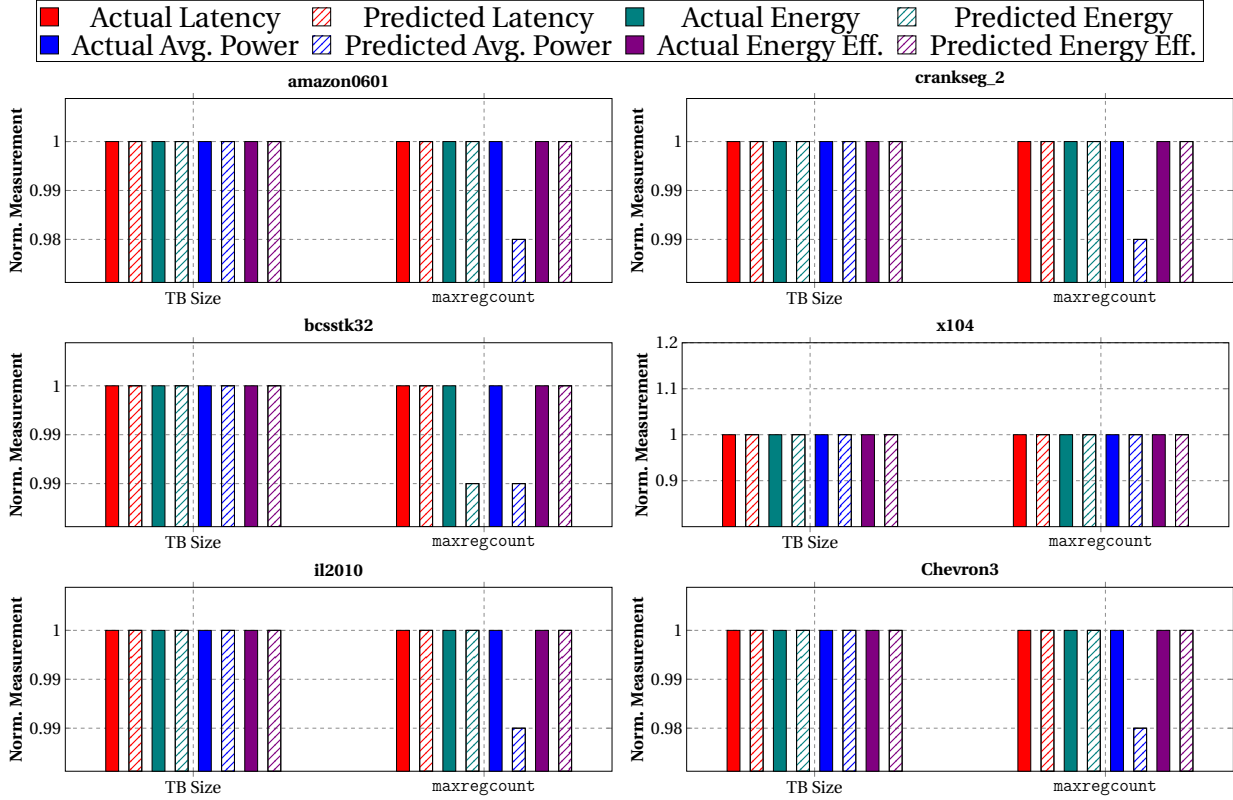 Actual Latency Predicted Latency Actual Energy Predicted Energy
Actual Avg. Power Predicted Avg. Power Actual Energy Eff. Predicted Energy Eff.
amazon0601
Norm. Measurement
1
0.99
0.98
TB Size
maxregcount
crankseg_2
Norm. Measurement
1
0.99
0.99
TB Size
maxregcount
bcsstk32
Norm. Measurement
1
0.99
0.99
TB Size
maxregcount
x104
Norm. Measurement
1.2
1.1
1
0.9
TB Size
maxregcount
il2010
Norm. Measurement
1
0.99
0.99
TB Size
maxregcount
Chevron3
Norm. Measurement
1
0.99
0.98
TB Size
maxregcount